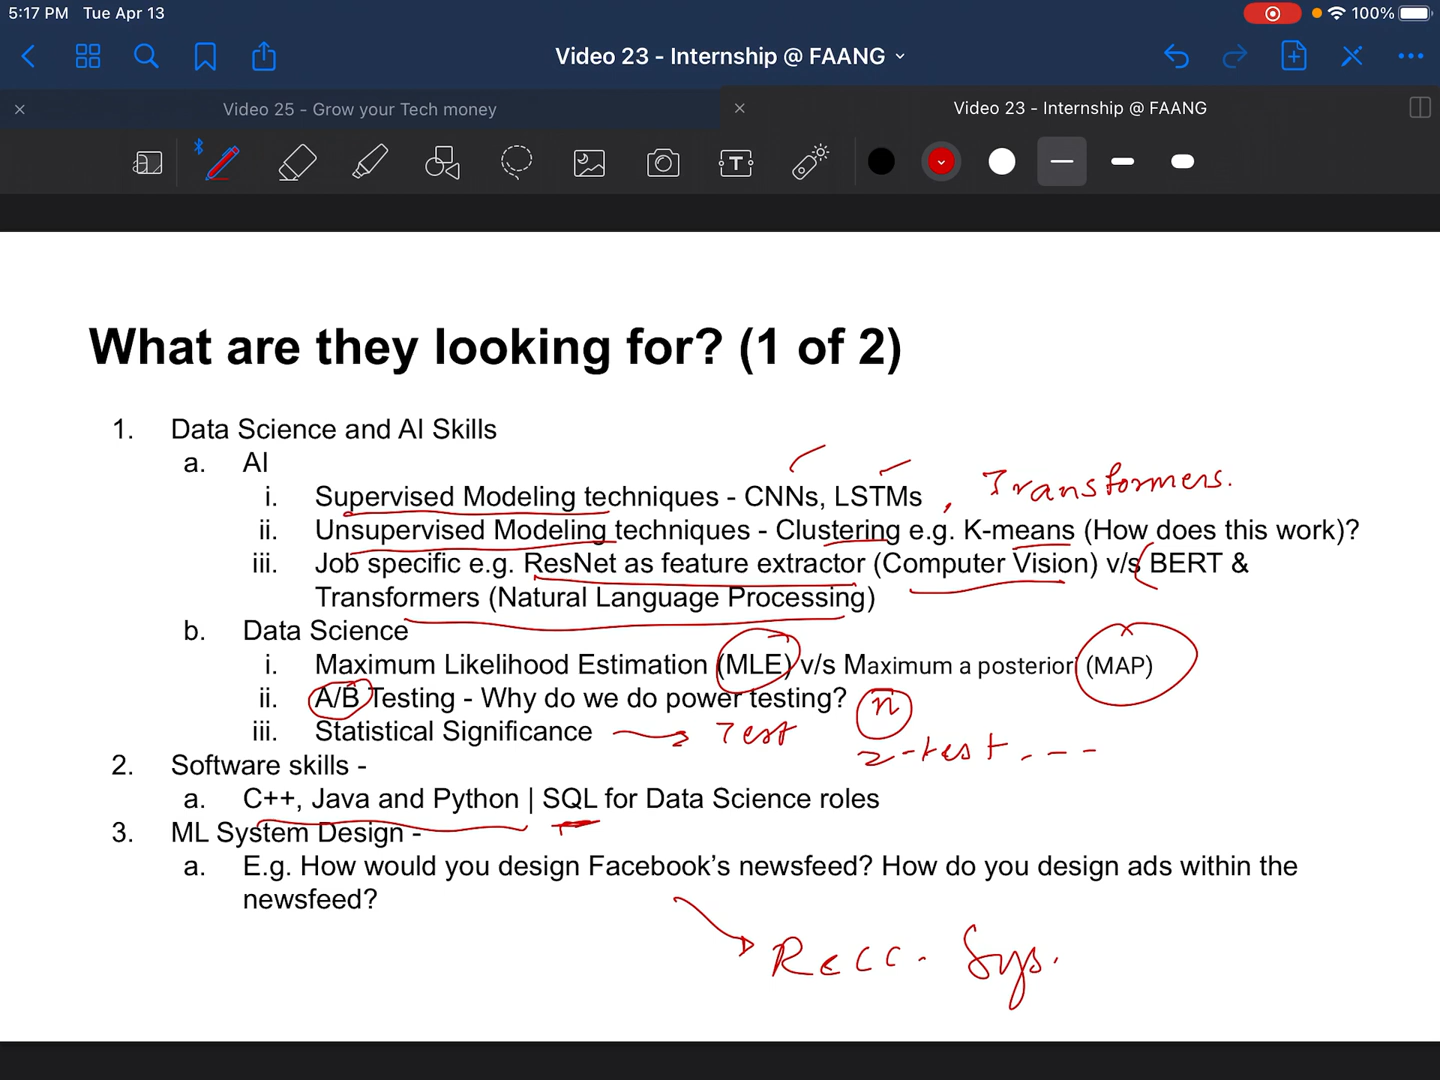 5:17 PM Tue Apr 13
100%
Video 23 - Internship @ FAANG
Video 25 - Grow your Tech money
Video 23 - Internship @ FAANG
What are they looking for? (1 of 2)
1. Data Science and AI Skills
a. AI
i. Supervised Modeling techniques - CNNs, LSTMs , Transformers.
ii. Unsupervised Modeling techniques - Clustering e.g. K-means (How does this work)?
iii. Job specific e.g. ResNet as feature extractor (Computer Vision) v/s BERT &
Transformers (Natural Language Processing)
b. Data Science
i. Maximum Likelihood Estimation (MLE) v/s Maximum a posterior (MAP)
ii. A/B Testing - Why do we do power testing? n
iii. Statistical Significance → Test
z-test . - - -
2. Software skills -
a. C++, Java and Python | SQL for Data Science roles
3. ML System Design -
a. E.g. How would you design Facebook's newsfeed? How do you design ads within the
newsfeed?
Recc. Sys.